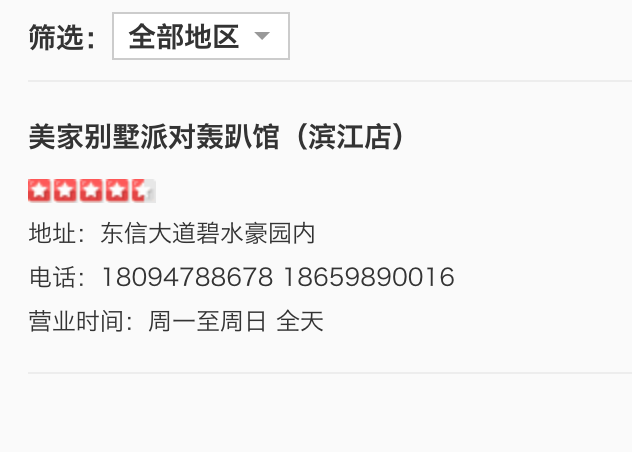 筛选：全部地区
美家别墅派对轰趴馆（滨江店）
地址：东信大道碧水豪园内
电话：18094788678 18659890016
营业时间：周一至周日 全天